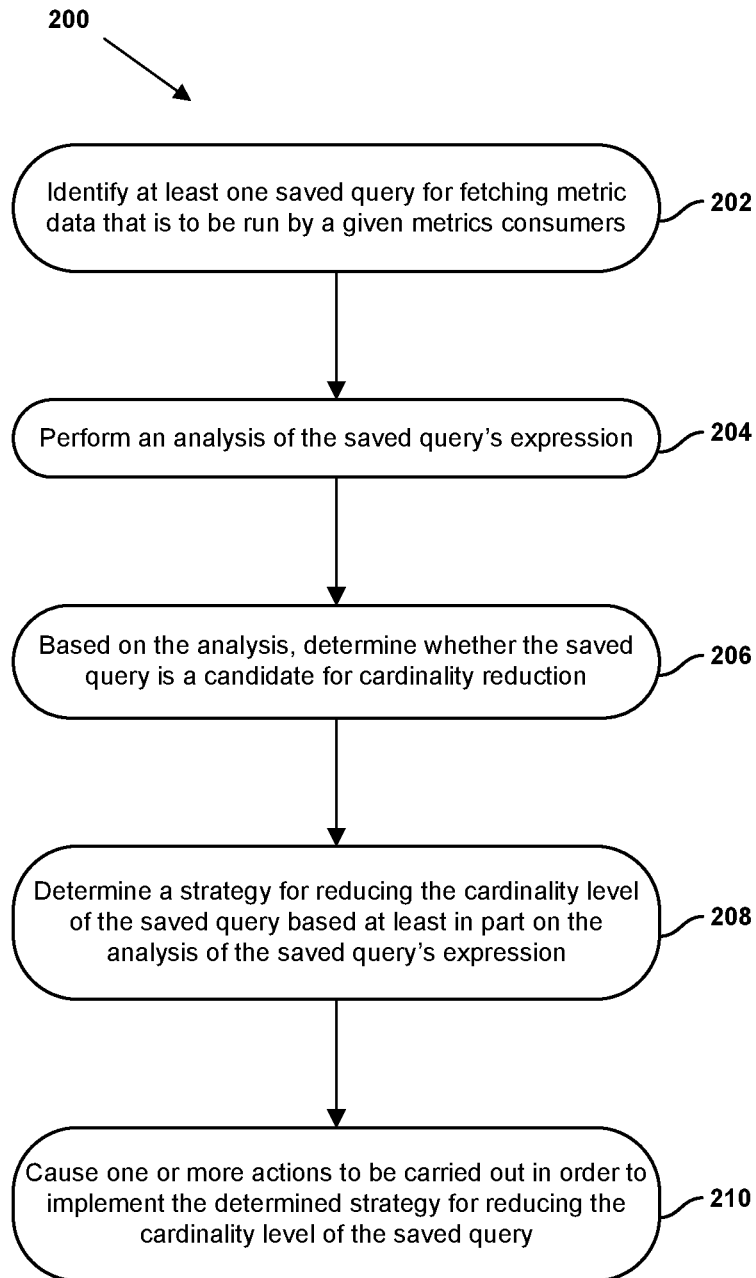 200
Identify at least one saved query for fetching metric
data that is to be run by a given metrics consumers
202
Perform an analysis of the saved query's expression
204
Based on the analysis, determine whether the saved
query is a candidate for cardinality reduction
206
Determine a strategy for reducing the cardinality level
of the saved query based at least in part on the
analysis of the saved query's expression
208
Cause one or more actions to be carried out in order to
implement the determined strategy for reducing the
cardinality level of the saved query
210